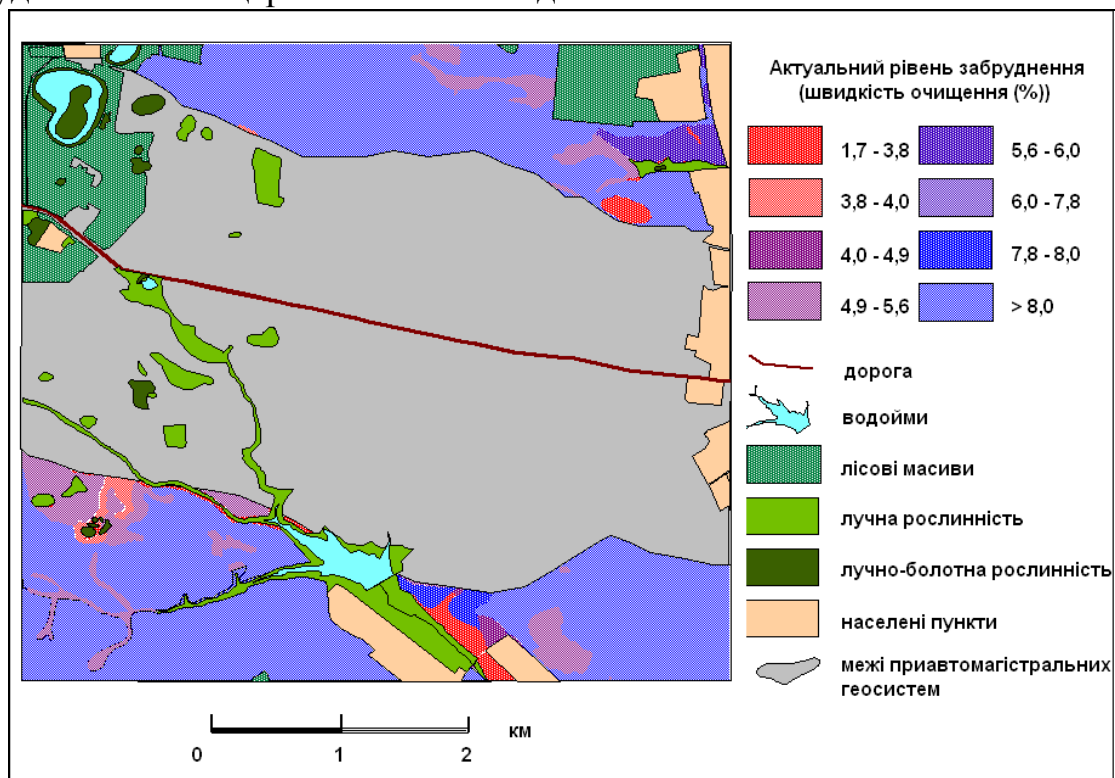 Актуальний рівень забруднення
(швидкість очищення (%))
1,7 - 3,8
5,6 - 6,0
3,8 - 4,0
6,0 - 7,8
4,0 - 4,9
7,8 - 8,0
4,9 - 5,6
> 8,0
дорога
водойми
лісові масиви
лучна рослинність
лучно-болотна рослинність
населені пункти
межі приавтомагістральних
геосистем
км
0 1 2